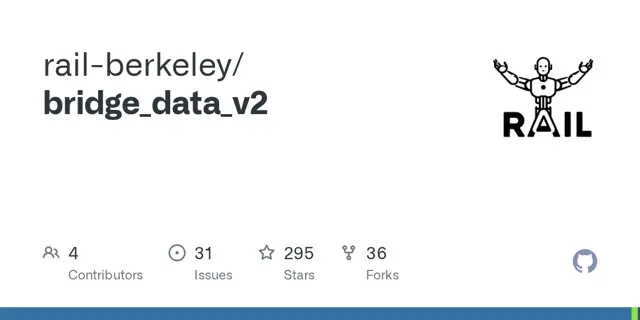 rail-berkeley/
bridge_data_v2
RAIL
4
Contributors
31
Issues
295
Stars
36
Forks